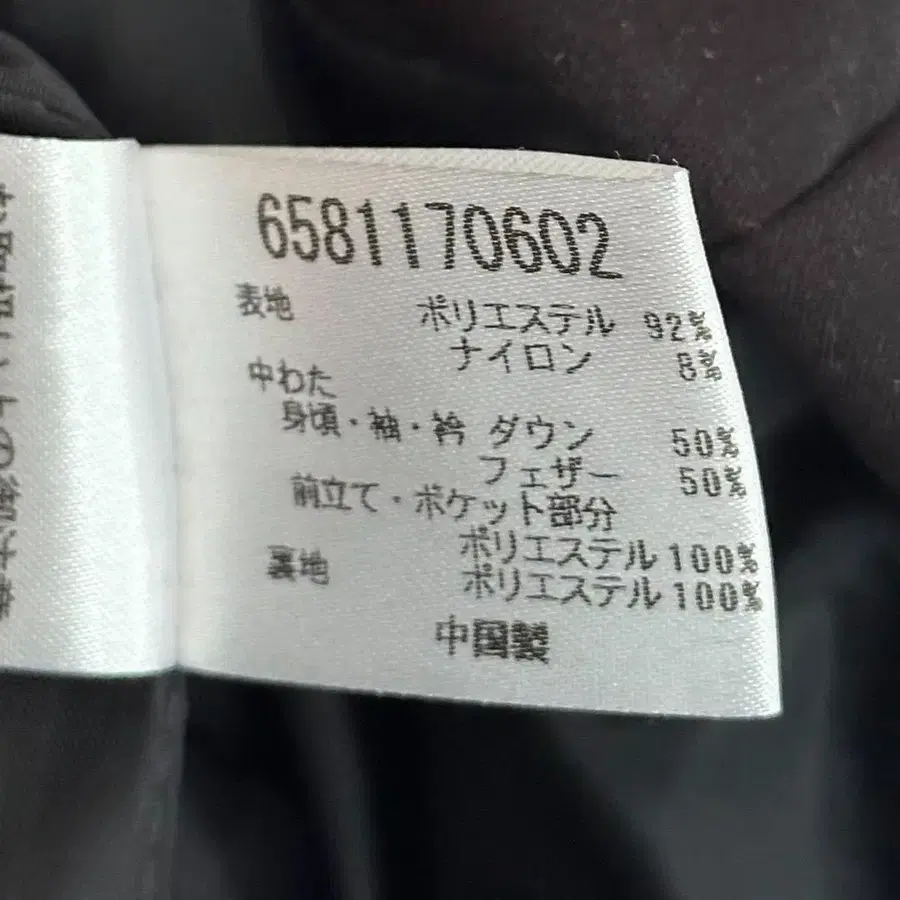 6581170602
表地 ポリエステル 92%
ナイロン 8%
中わた
身頃・袖・衿 ダウン 50%
フェザー 50%
前立て・ポケット部分
ポリエステル 100%
裏地 ポリエステル 100%
中国製